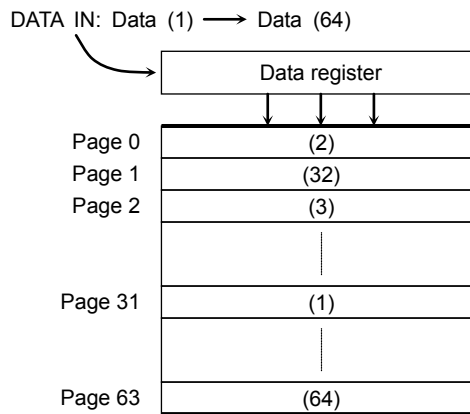 DATA IN: Data (1) Data (64)
Data register
Page 0 (2)
Page 1 (32)
Page 2 (3)
Page 31 (1)
Page 63 (64)